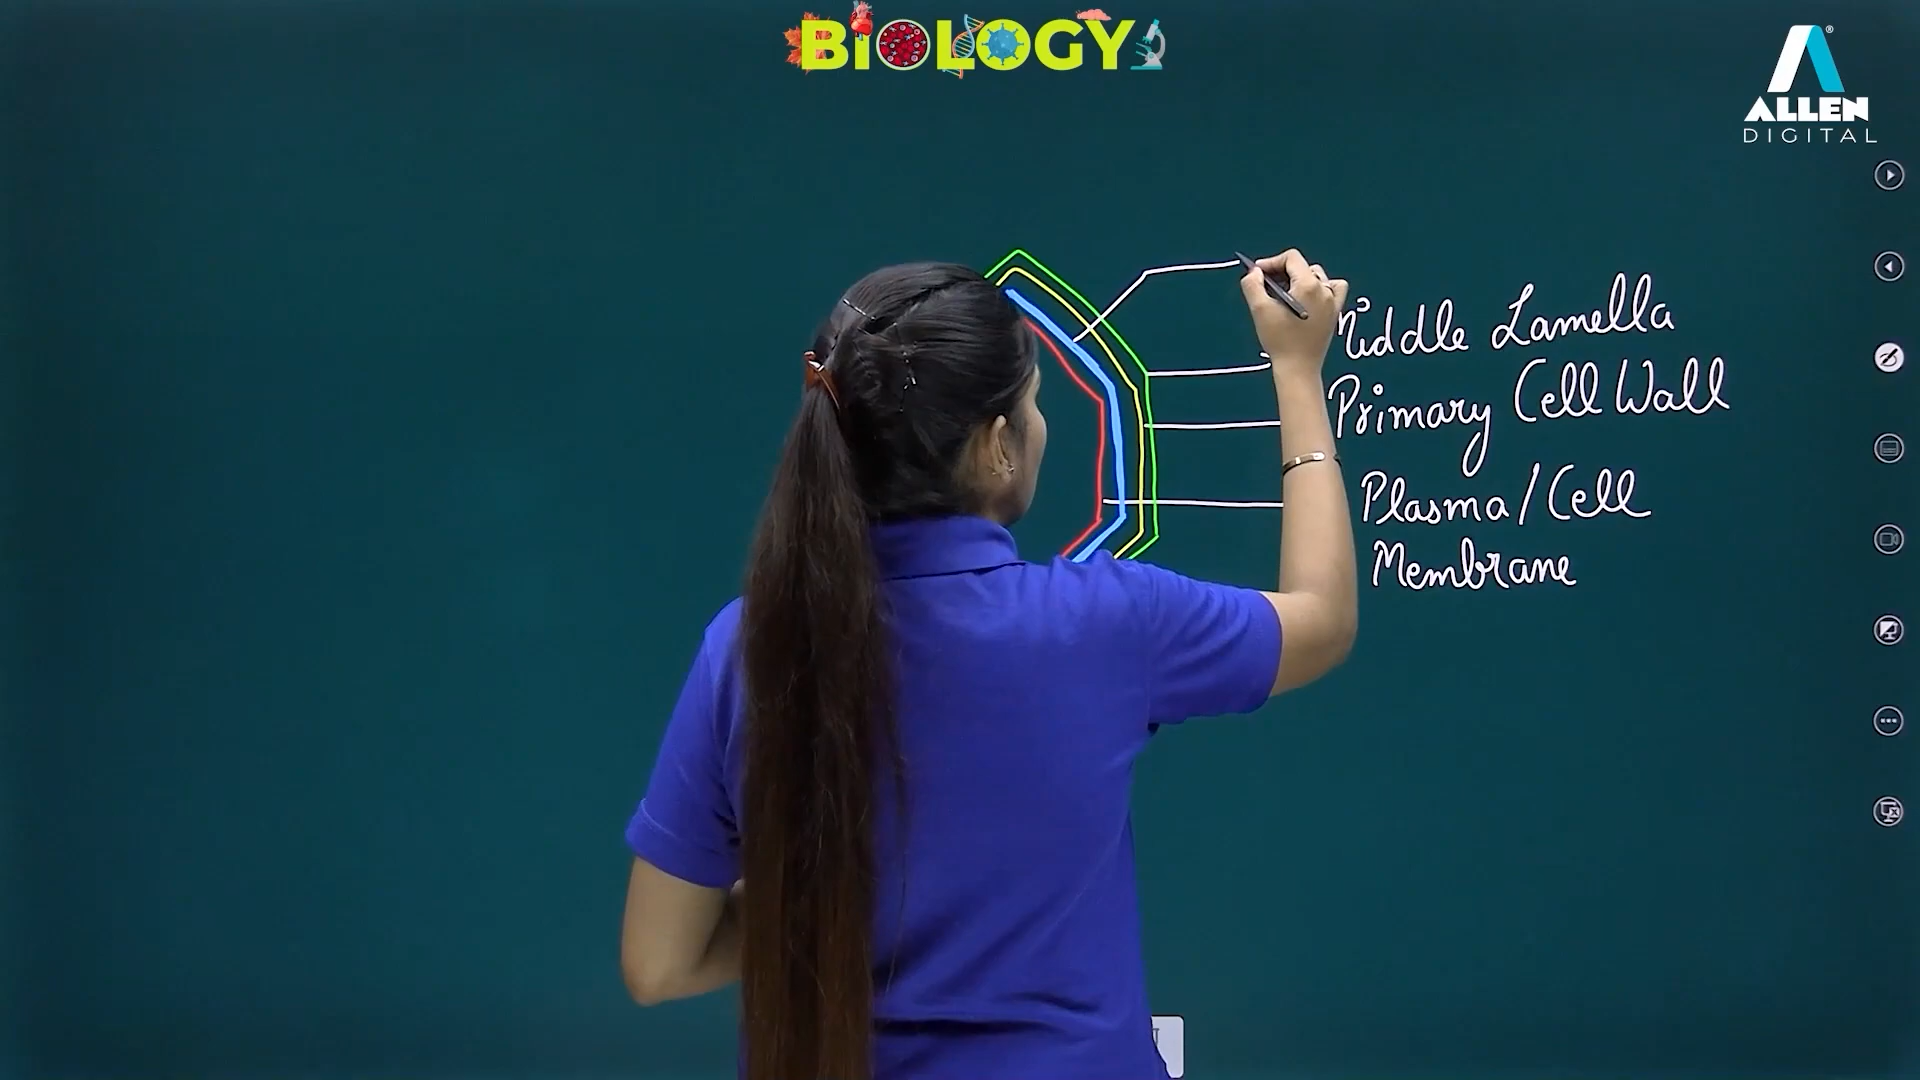 BIOLOGY
ALLEN
DIGITAL
Middle Lamella
Primary Cell Wall
Plasma/Cell
Membrane